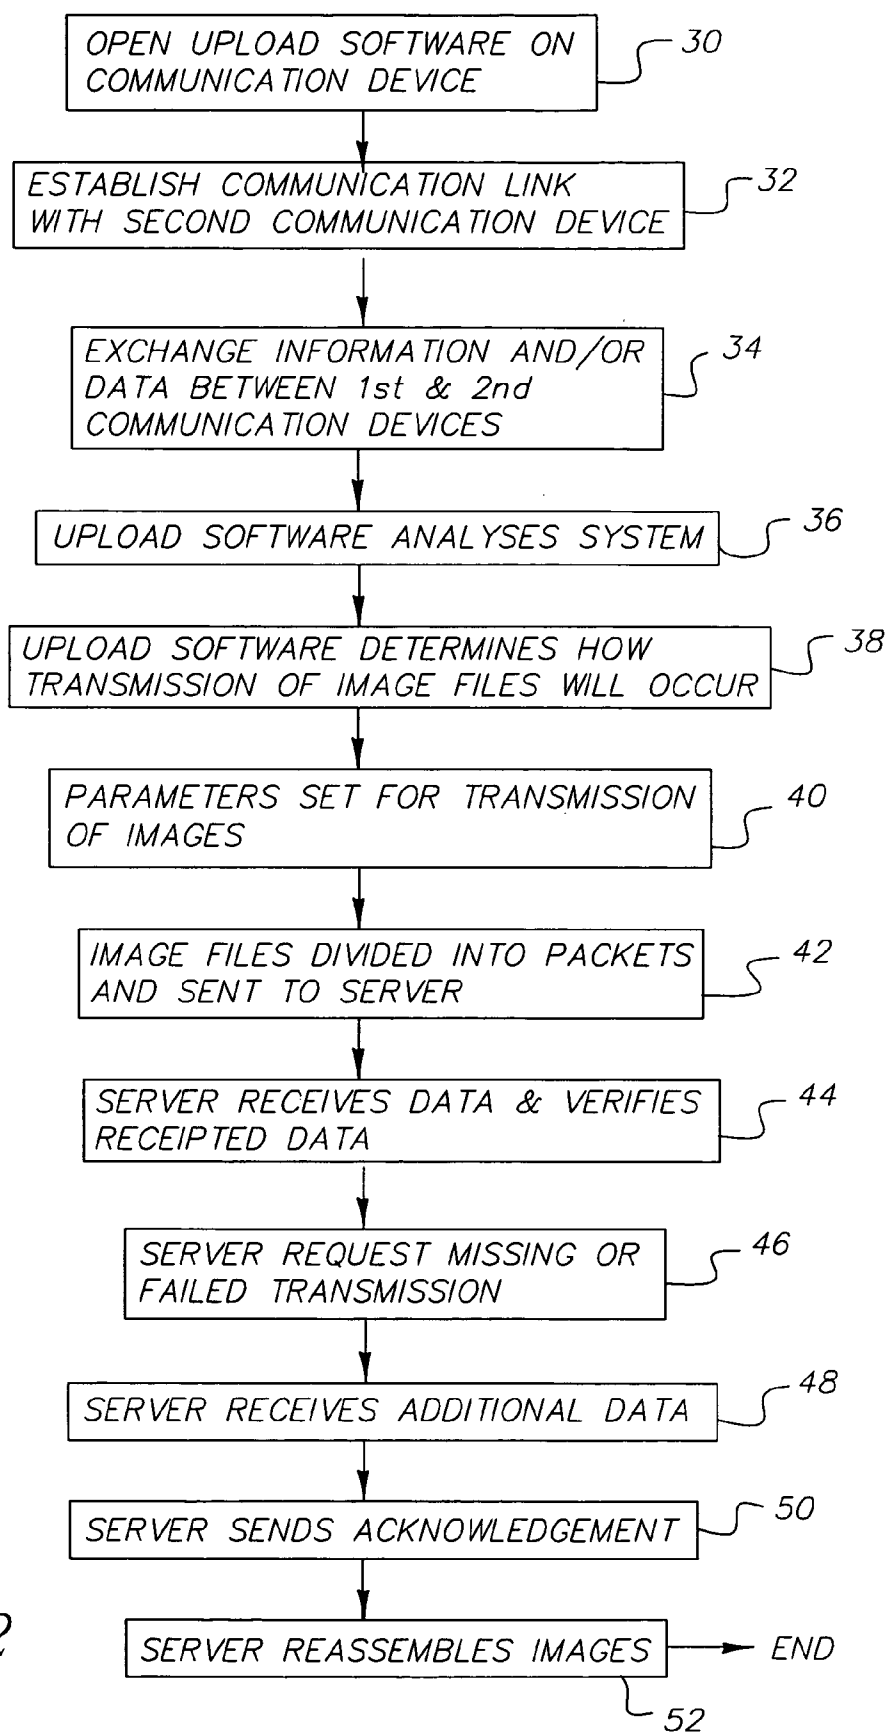 OPEN UPLOAD SOFTWARE ON
COMMUNICATION DEVICE
30
ESTABLISH COMMUNICATION LINK
WITH SECOND COMMUNICATION DEVICE
32
EXCHANGE INFORMATION AND/OR
DATA BETWEEN 1st & 2nd
COMMUNICATION DEVICES
34
UPLOAD SOFTWARE ANALYSES SYSTEM
36
UPLOAD SOFTWARE DETERMINES HOW
TRANSMISSION OF IMAGE FILES WILL OCCUR
38
PARAMETERS SET FOR TRANSMISSION
OF IMAGES
40
IMAGE FILES DIVIDED INTO PACKETS
AND SENT TO SERVER
42
SERVER RECEIVES DATA & VERIFIES
RECEIPTED DATA
44
SERVER REQUEST MISSING OR
FAILED TRANSMISSION
46
SERVER RECEIVES ADDITIONAL DATA
48
SERVER SENDS ACKNOWLEDGEMENT
50
2
SERVER REASSEMBLES IMAGES
END
52